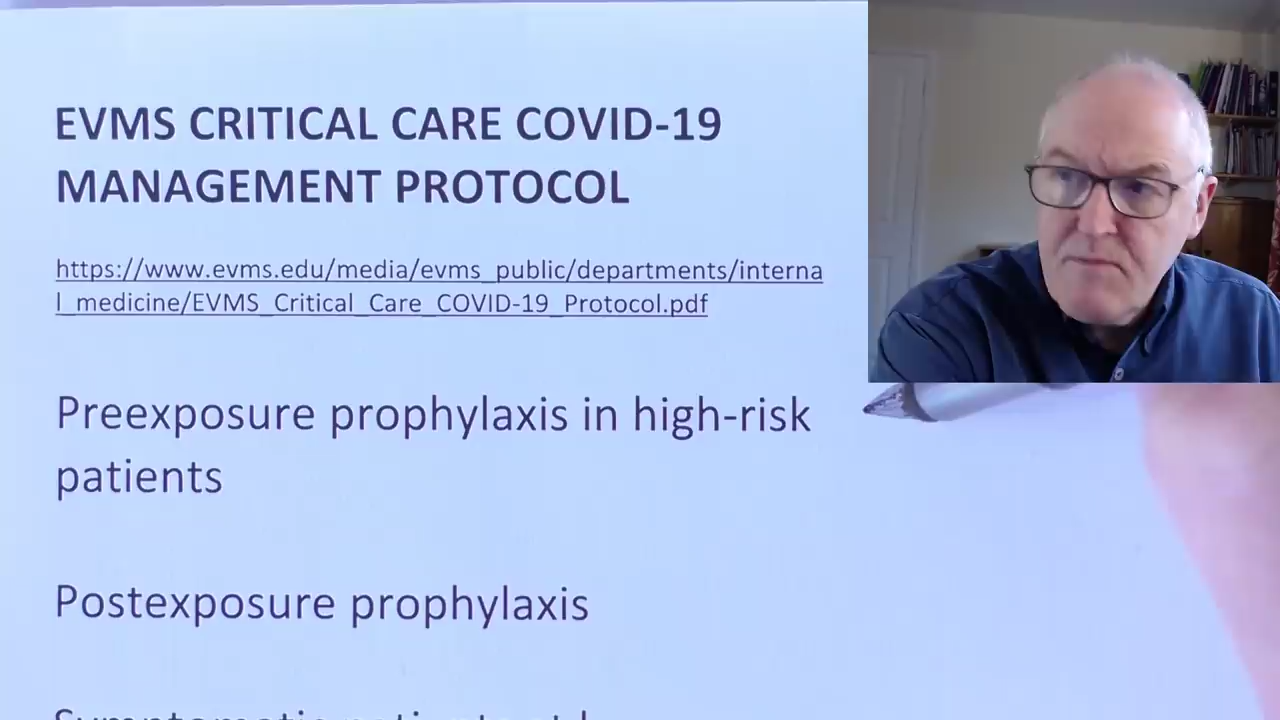 EVMS CRITICAL CARE COVID-19
MANAGEMENT PROTOCOL
https://www.evms.edu/media/evms_public/departments/interna
l_medicine/EVMS_Critical_Care_COVID-19_Protocol.pdf
Preexposure prophylaxis in high-risk
patients
Postexposure prophylaxis